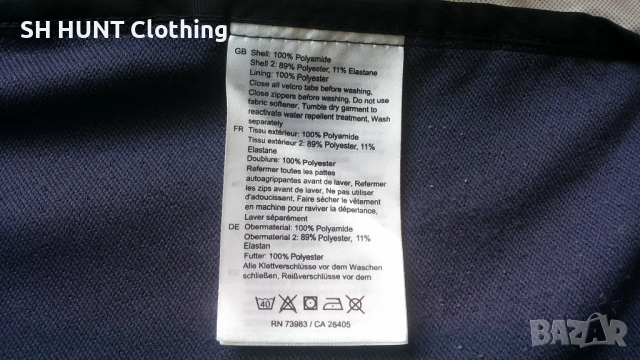 SH HUNT Clothing
GB Shell: 100% Polyamide
Shell 2: 89% Polyester, 11% Elastane
Lining: 100% Polyester
Close all velcro tabs before washing,
Close zippers before washing, Do not use
fabric softener, Tumble dry garment to
reactivate water repellent treatment, Wash
separately
FR Tissu extérieur: 100% Polyamide
Tissu extérieur 2: 89% Polyester, 11%
Elastane
Doublure: 100% Polyester
Refermer toutes les pattes
autoagrippantes avant de laver, Refermer
les zips avant de laver, Ne pas utiliser
d'adoucissant, Faire sécher le vêtement
en machine pour raviver la déperlance,
Laver séparément
DE Obermaterial: 100% Polyamide
Obermaterial 2: 89% Polyester, 11%
Elastan
Futter: 100% Polyester
Alle Klettverschlüsse vor dem Waschen
schließen, Reißverschlüsse vor dem
40
RN 73983 / CA 26405
BAZAR